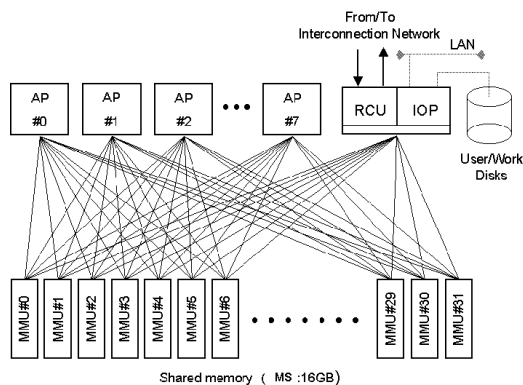 From/To
Interconnection Network
LAN
AP
#0
AP
#1
AP
#2
AP
#7
RCU
IOP
User/Work
Disks
MMU#0
MMU#1
MMU#2
MMU#3
MMU#4
MMU#5
MMU#6
MMU#29
MMU#30
MMU#31
Shared memory ( MS :16GB)